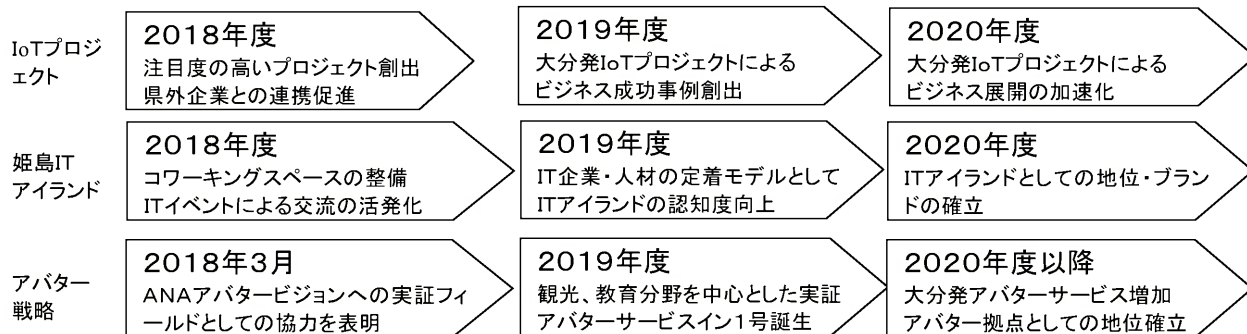 IoTプロジ
ェクト
2018年度
注目度の高いプロジェクト創出
県外企業との連携促進
2019年度
大分発IoTプロジェクトによる
ビジネス成功事例創出
2020年度
大分発IoTプロジェクトによる
ビジネス展開の加速化
姫島IT
アイランド
2018年度
コワーキングスペースの整備
ITイベントによる交流の活発化
2019年度
IT企業・人材の定着モデルとして
ITアイランドの認知度向上
2020年度
ITアイランドとしての地位・ブラン
ドの確立
アバター
戦略
2018年3月
ANAアバタービジョンへの実証フィ
ールドとしての協力を表明
2019年度
観光、教育分野を中心とした実証
アバターサービスイン1号誕生
2020年度以降
大分発アバターサービス増加
アバター拠点としての地位確立